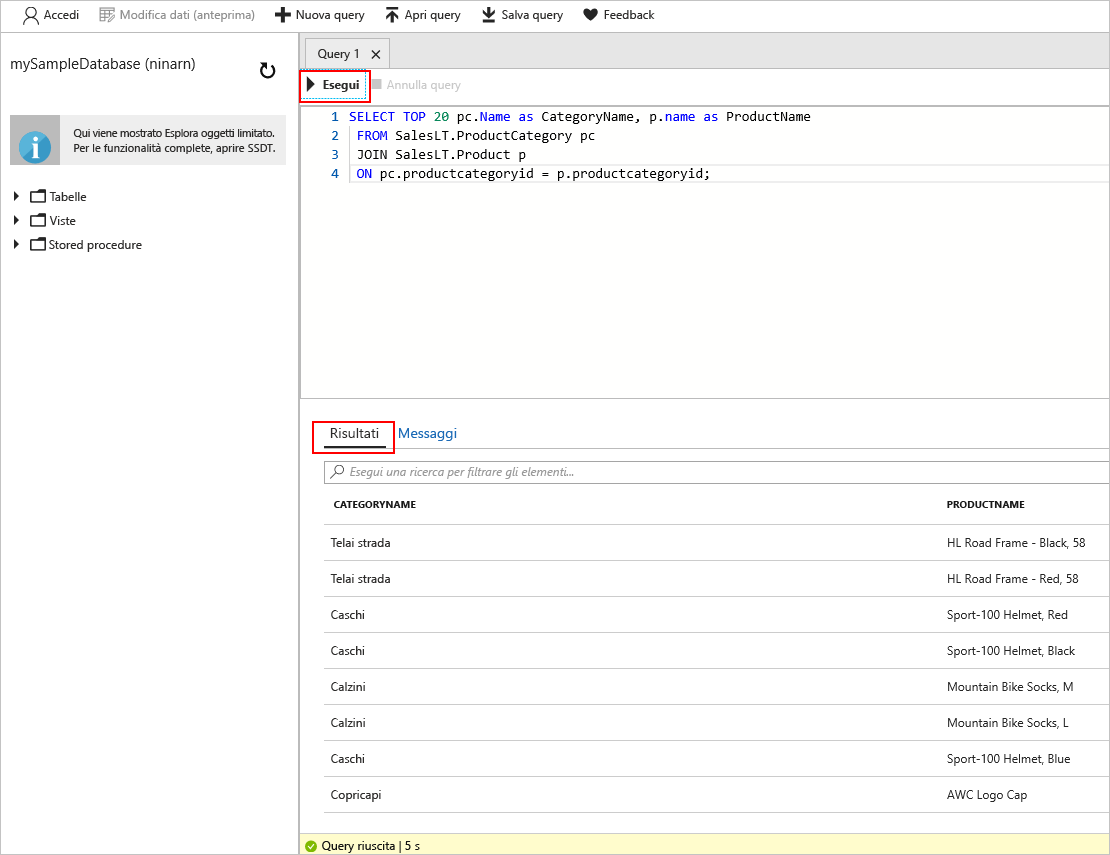 Accedi Modifica dati (anteprima) Nuova query Apri query Salva query Feedback
mySampleDatabase (ninarn)
Qui viene mostrato Esplora oggetti limitato.
Per le funzionalità complete, aprire SSDT.
Tabelle
Viste
Stored procedure
Query 1
Esegui Annulla query
1 SELECT TOP 20 pc.Name as CategoryName, p.name as ProductName
2 FROM SalesLT.ProductCategory pc
3 JOIN SalesLT.Product p
4 ON pc.productcategoryid = p.productcategoryid;
Risultati Messaggi
Esegui una ricerca per filtrare gli elementi...
CATEGORYNAME PRODUCTNAME
Telai strada HL Road Frame - Black, 58
Telai strada HL Road Frame - Red, 58
Caschi Sport-100 Helmet, Red
Caschi Sport-100 Helmet, Black
Calzini Mountain Bike Socks, M
Calzini Mountain Bike Socks, L
Caschi Sport-100 Helmet, Blue
Copricapi AWC Logo Cap
Query riuscita | 5 s